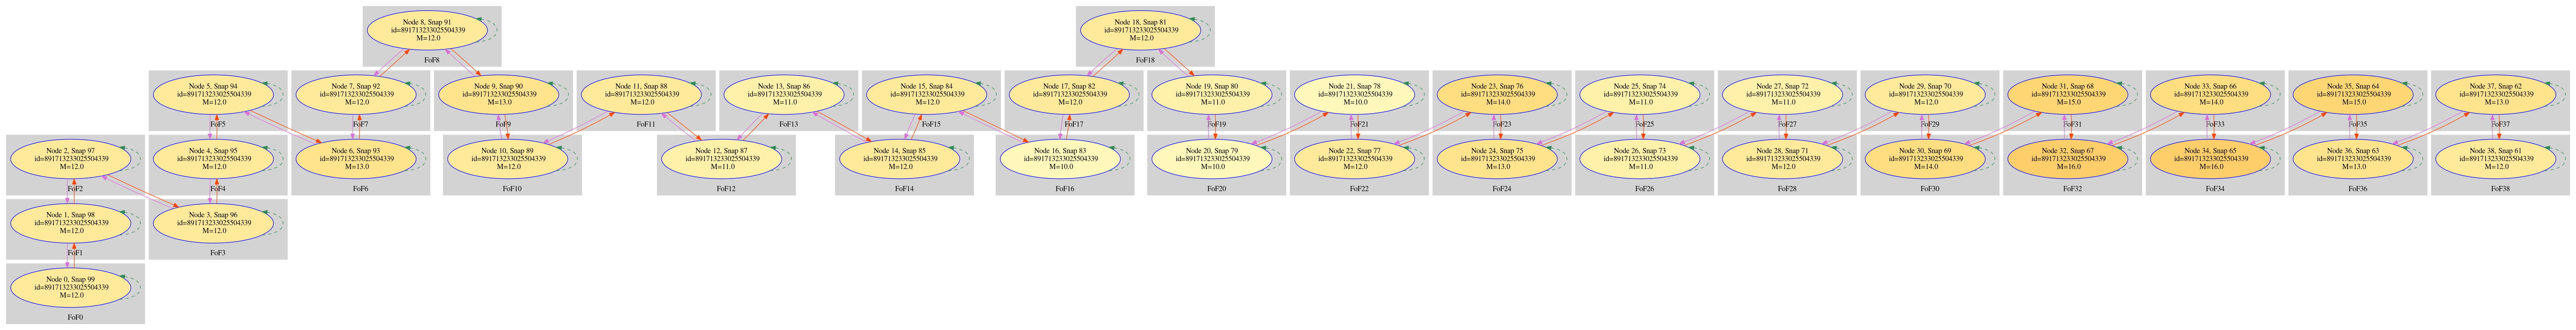 Node 8, Snap 91
id=891713233025504339
M=12.0
FoF8
Node 18, Snap 81
id=891713233025504339
M=12.0
FoF18
Node 5, Snap 94
id=891713233025504339
M=12.0
FoF5
Node 7, Snap 92
id=891713233025504339
M=12.0
FoF7
Node 9, Snap 90
id=891713233025504339
M=13.0
FoF9
Node 11, Snap 88
id=891713233025504339
M=12.0
FoF11
Node 13, Snap 86
id=891713233025504339
M=11.0
FoF13
Node 15, Snap 84
id=891713233025504339
M=12.0
FoF15
Node 17, Snap 82
id=891713233025504339
M=12.0
FoF17
Node 19, Snap 80
id=891713233025504339
M=11.0
FoF19
Node 21, Snap 78
id=891713233025504339
M=10.0
FoF21
Node 23, Snap 76
id=891713233025504339
M=14.0
FoF23
Node 25, Snap 74
id=891713233025504339
M=11.0
FoF25
Node 27, Snap 72
id=891713233025504339
M=11.0
FoF27
Node 29, Snap 70
id=891713233025504339
M=12.0
FoF29
Node 31, Snap 68
id=891713233025504339
M=15.0
FoF31
Node 33, Snap 66
id=891713233025504339
M=14.0
FoF33
Node 35, Snap 64
id=891713233025504339
M=15.0
FoF35
Node 37, Snap 62
id=891713233025504339
M=13.0
FoF37
Node 2, Snap 97
id=891713233025504339
M=12.0
FoF2
Node 4, Snap 95
id=891713233025504339
M=12.0
FoF4
Node 6, Snap 93
id=891713233025504339
M=13.0
FoF6
Node 10, Snap 89
id=891713233025504339
M=12.0
FoF10
Node 12, Snap 87
id=891713233025504339
M=11.0
FoF12
Node 14, Snap 85
id=891713233025504339
M=12.0
FoF14
Node 16, Snap 83
id=891713233025504339
M=10.0
FoF16
Node 20, Snap 79
id=891713233025504339
M=10.0
FoF20
Node 22, Snap 77
id=891713233025504339
M=12.0
FoF22
Node 24, Snap 75
id=891713233025504339
M=13.0
FoF24
Node 26, Snap 73
id=891713233025504339
M=11.0
FoF26
Node 28, Snap 71
id=891713233025504339
M=12.0
FoF28
Node 30, Snap 69
id=891713233025504339
M=14.0
FoF30
Node 32, Snap 67
id=891713233025504339
M=16.0
FoF32
Node 34, Snap 65
id=891713233025504339
M=16.0
FoF34
Node 36, Snap 63
id=891713233025504339
M=13.0
FoF36
Node 38, Snap 61
id=891713233025504339
M=12.0
FoF38
Node 1, Snap 98
id=891713233025504339
M=12.0
FoF1
Node 3, Snap 96
id=891713233025504339
M=12.0
FoF3
Node 0, Snap 99
id=891713233025504339
M=12.0
FoF0